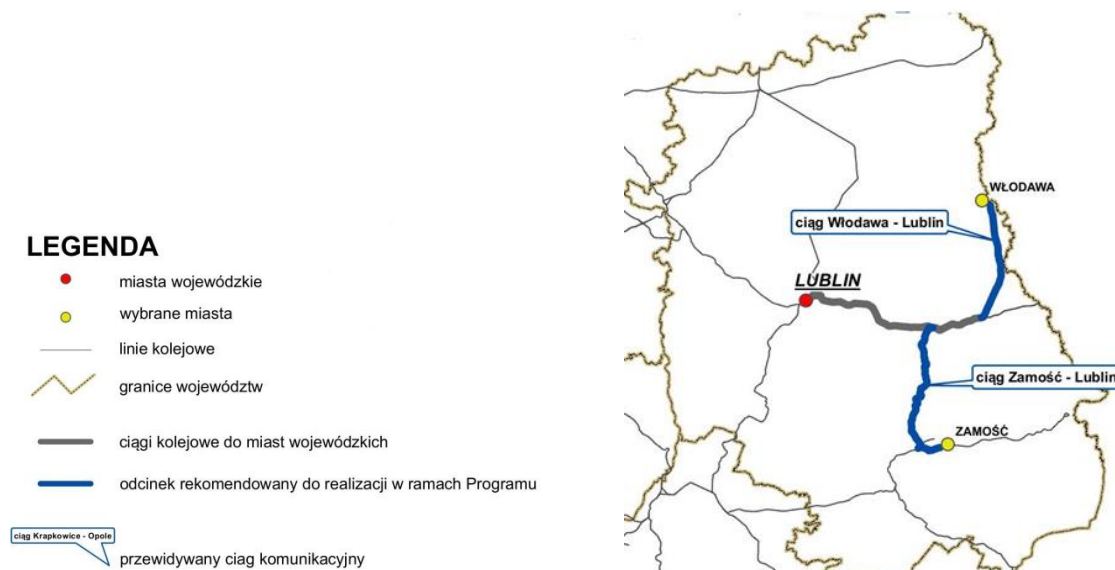 LEGENDA
miasta wojewódzkie
wybrane miasta
linie kolejowe
granice województw
ciągi kolejowe do miast wojewódzkich
odcinek rekomendowany do realizacji w ramach Programu
ciąg Krapkowice - Opole
przewidywany ciag komunikacyjny
WŁODAWA
ciąg Włodawa - Lublin
LUBLIN
ciąg Zamość - Lublin
ZAMOŚĆ